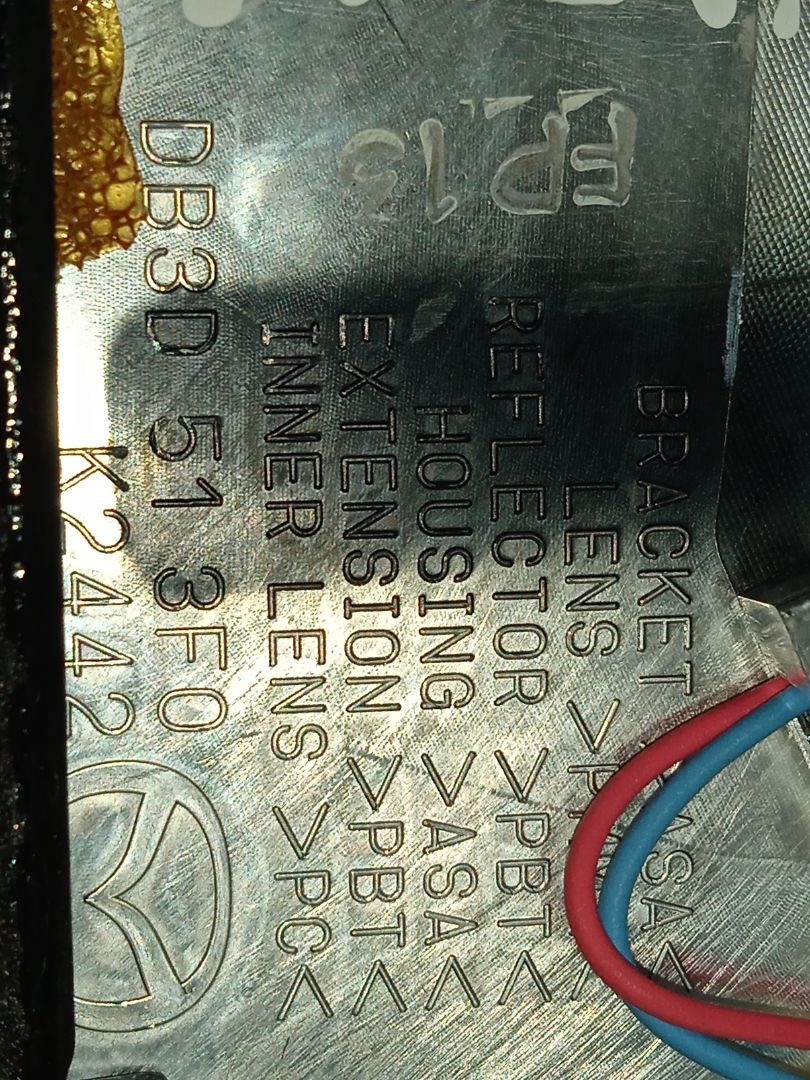 BRACKET >ASA<
LENS
REFLECTOR >PBT<
HOUSING >ASA<
EXTENSION >PBT<
INNER LENS >PC<
DB3D 51 3F0
K2442